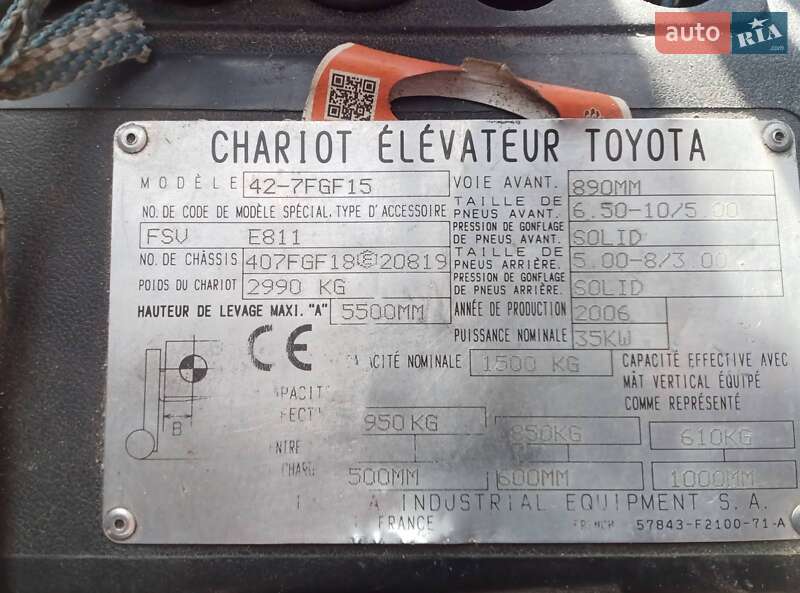 auto RIA .com
CHARIOT ÉLÉVATEUR TOYOTA
MODÈLE 42-7FGF15 VOIE AVANT. 890MM
NO. DE CODE DE MODÈLE SPÉCIAL. TYPE D'ACCESSOIRE TAILLE DE PNEUS AVANT. 6.50-10/5.00
FSV E811 PRESSION DE GONFLAGE DE PNEUS AVANT. SOLID
NO. DE CHÂSSIS 407FGF18 20819 TAILLE DE PNEUS ARRIÈRE. 5.00-8/3.00
POIDS DU CHARIOT 2990 KG PRESSION DE GONFLAGE DE PNEUS ARRIÈRE. SOLID
HAUTEUR DE LEVAGE MAXI. "A" 5500MM ANNÉE DE PRODUCTION 2006
PUISSANCE NOMINALE 35KW
CE
CAPACITÉ NOMINALE 1500 KG CAPACITÉ EFFECTIVE AVEC
MÂT VERTICAL ÉQUIPÉ
COMME REPRÉSENTÉ
950KG 850KG 610KG
B
500MM 600MM 1000MM
INDUSTRIAL EQUIPMENT S.A.
FRANCE FRENCH 57843-F2100-71-A